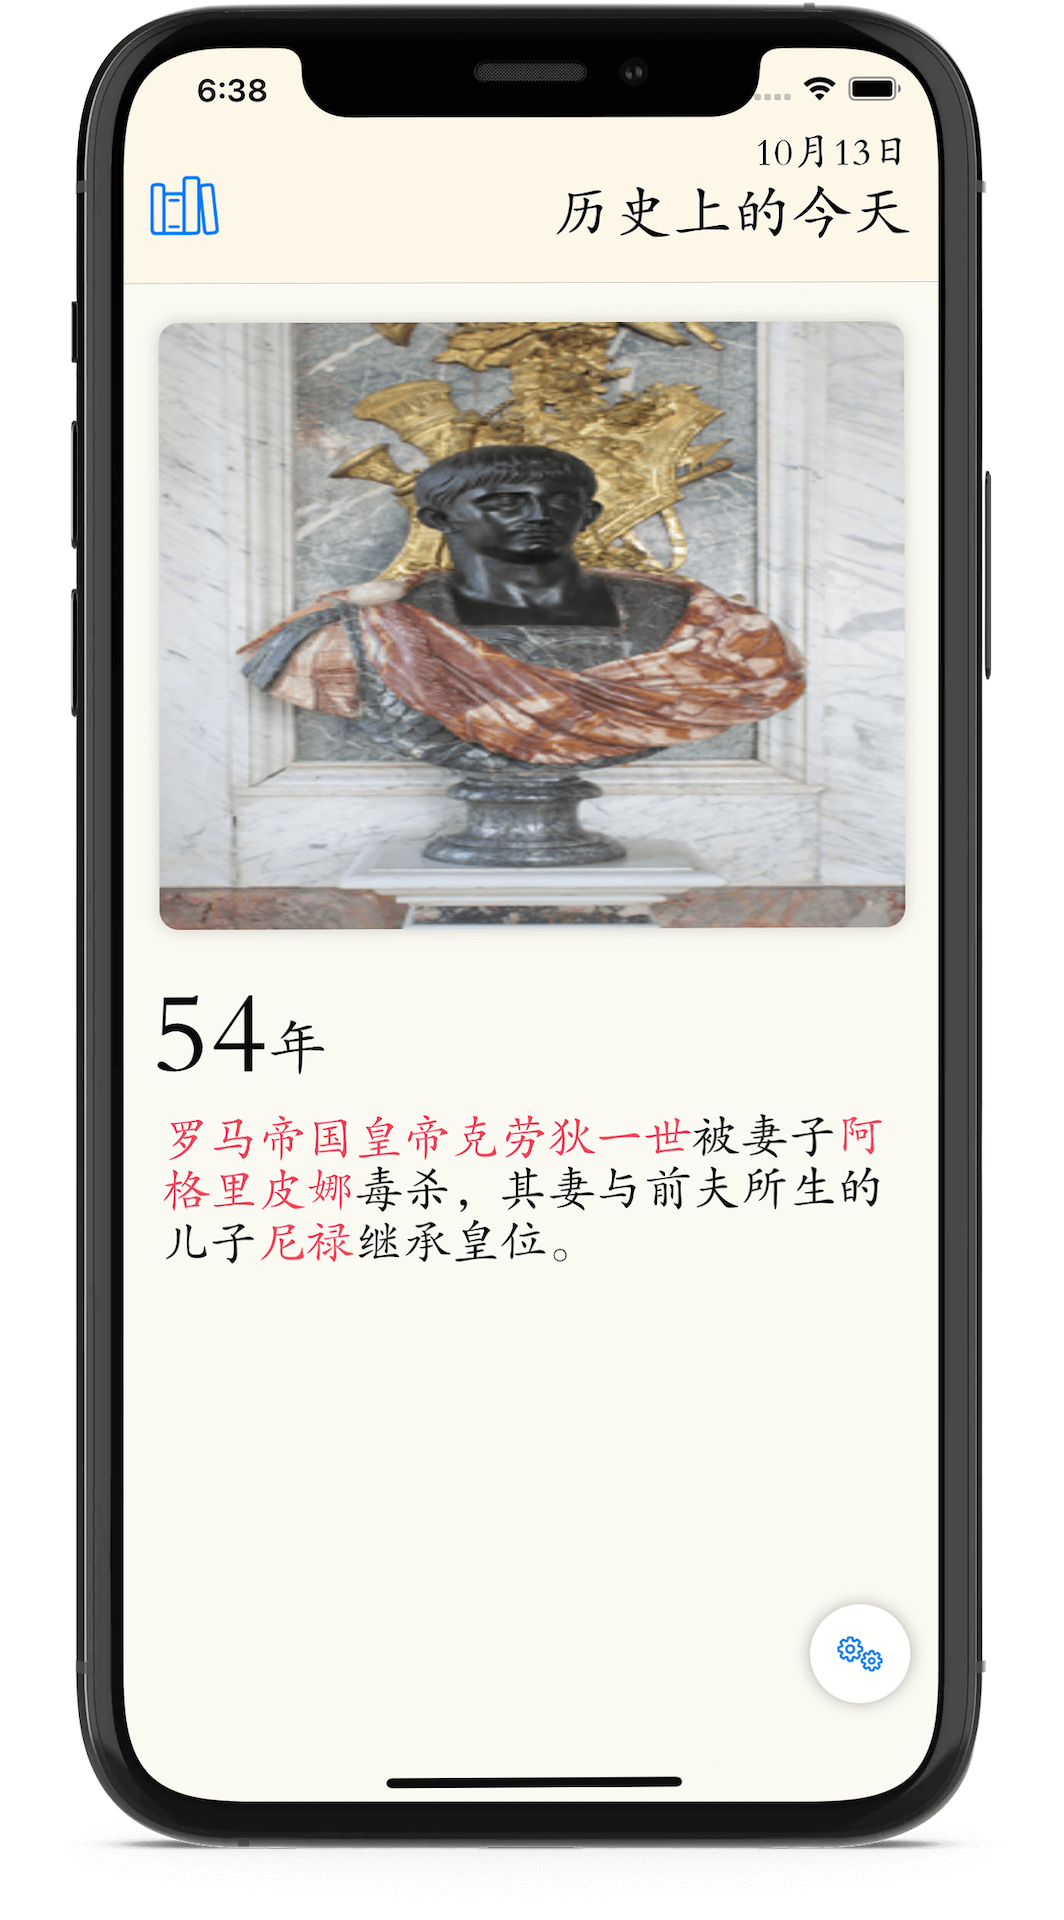 6:38
10月13日
历史上的今天
54年
罗马帝国皇帝克劳狄一世被妻子阿
格里皮娜毒杀，其妻与前夫所生的
儿子尼禄继承皇位。